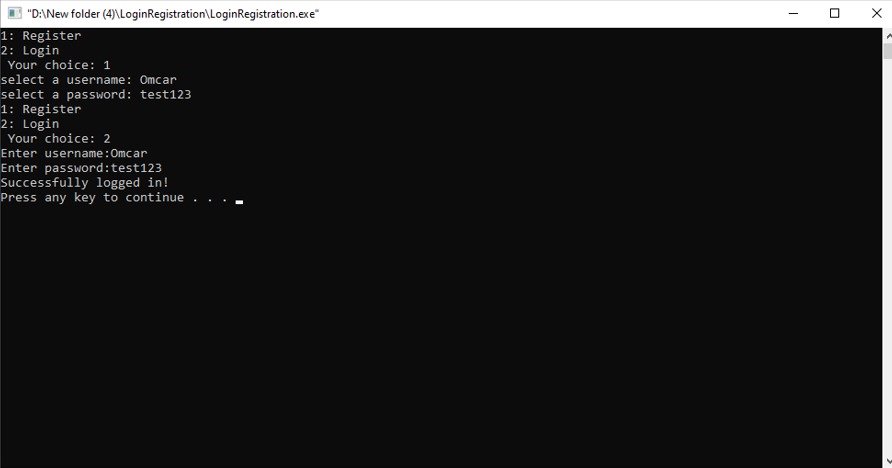 "D:\New folder (4)\LoginRegistration\LoginRegistration.exe"
1: Register
2: Login
 Your choice: 1
select a username: Omcar
select a password: test123
1: Register
2: Login
 Your choice: 2
Enter username:Omcar
Enter password:test123
Successfully logged in!
Press any key to continue . . .